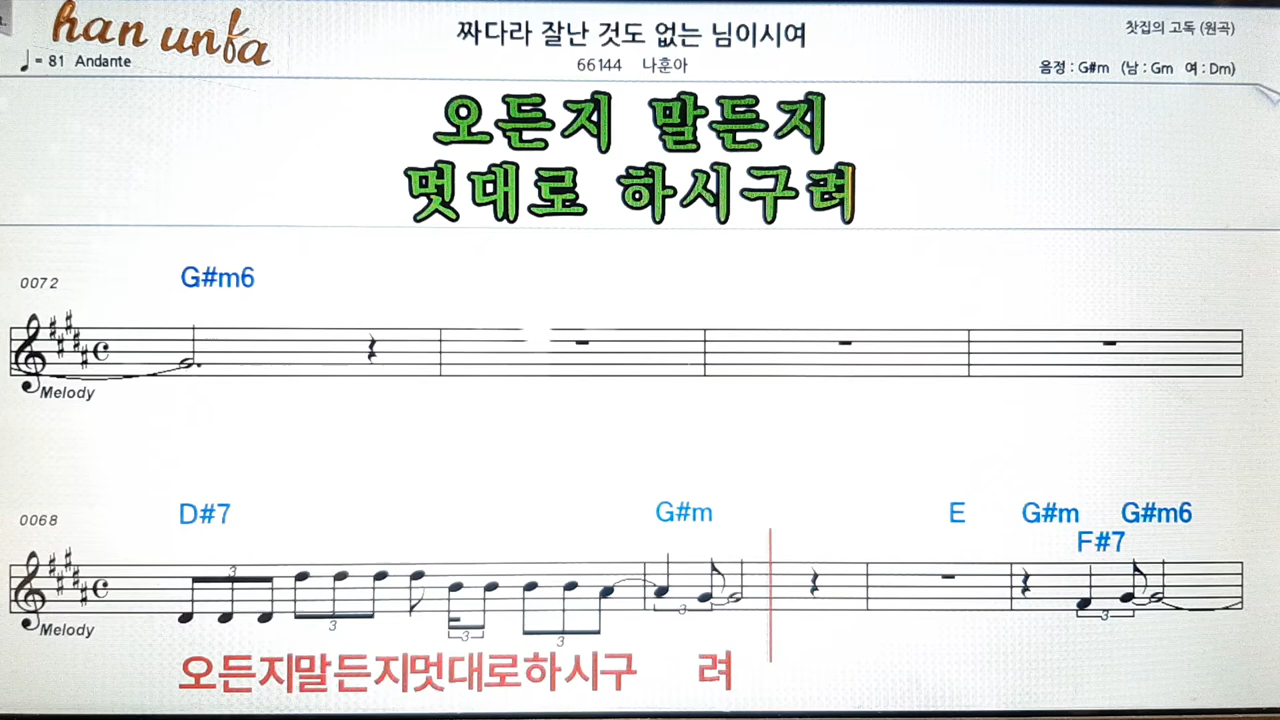 han unfa
짜다라 잘난 것도 없는 님이시여
찻집의 고독 (원곡)
♩= 81 Andante
66144 나훈아
음정 : G#m (남 : Gm 여 : Dm)
오든지 말든지
멋대로 하시구려
0072
G#m6
Melody
0068
D#7 G#m E G#m G#m6
F#7
3 3 3 3 3 3
Melody
오든지말든지멋대로하시구 려